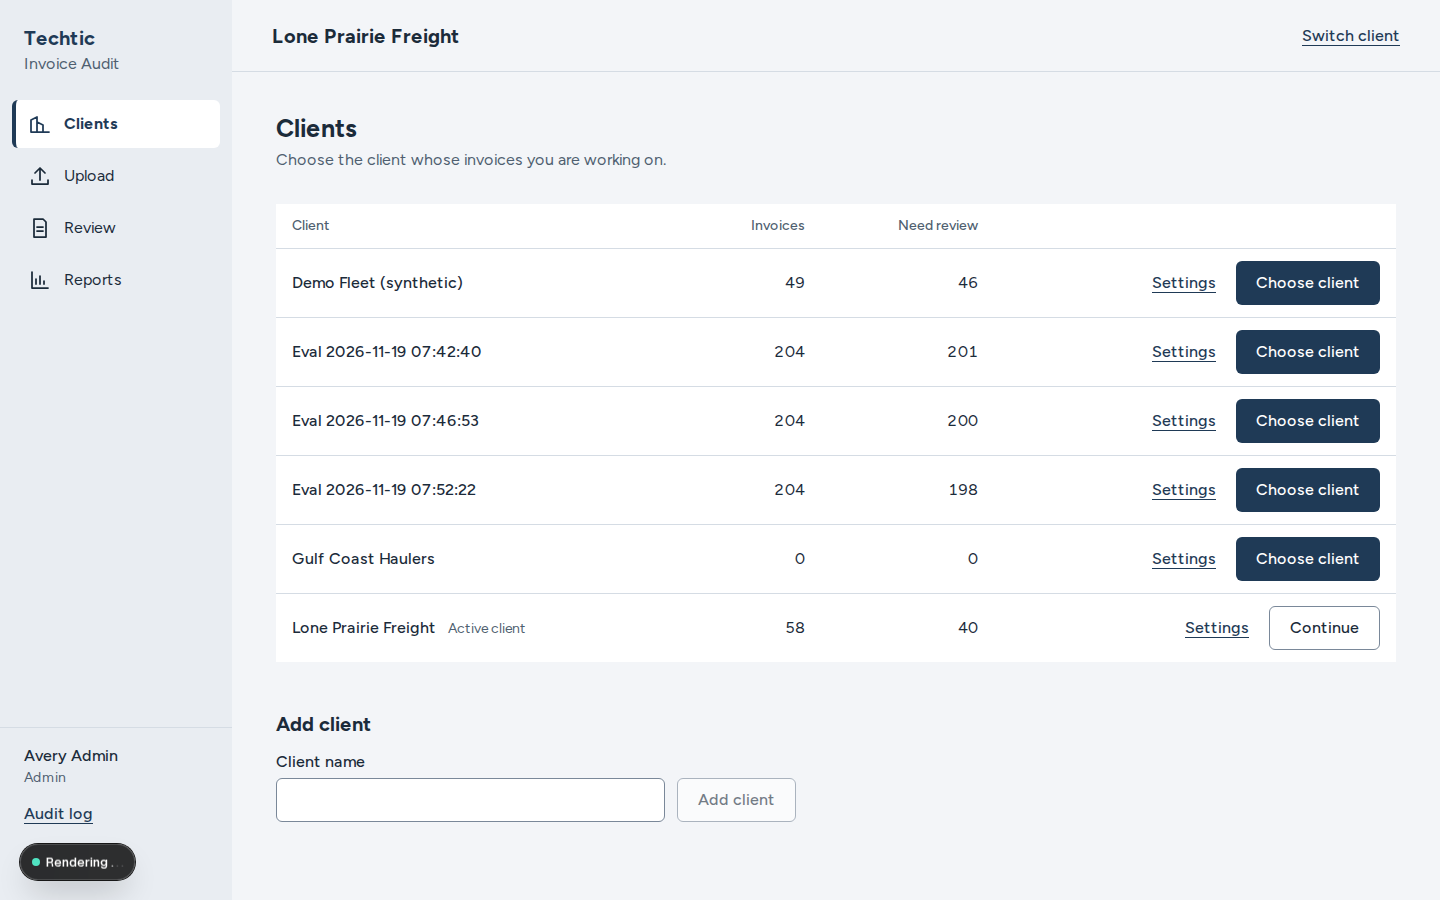 Techtic
Invoice Audit
Clients
Upload
Review
Reports
Avery Admin
Admin
Audit log
Rendering ...
Lone Prairie Freight
Switch client
Clients
Choose the client whose invoices you are working on.
Client Invoices Need review
Demo Fleet (synthetic) 49 46 Settings Choose client
Eval 2026-11-19 07:42:40 204 201 Settings Choose client
Eval 2026-11-19 07:46:53 204 200 Settings Choose client
Eval 2026-11-19 07:52:22 204 198 Settings Choose client
Gulf Coast Haulers 0 0 Settings Choose client
Lone Prairie Freight Active client 58 40 Settings Continue
Add client
Client name
Add client